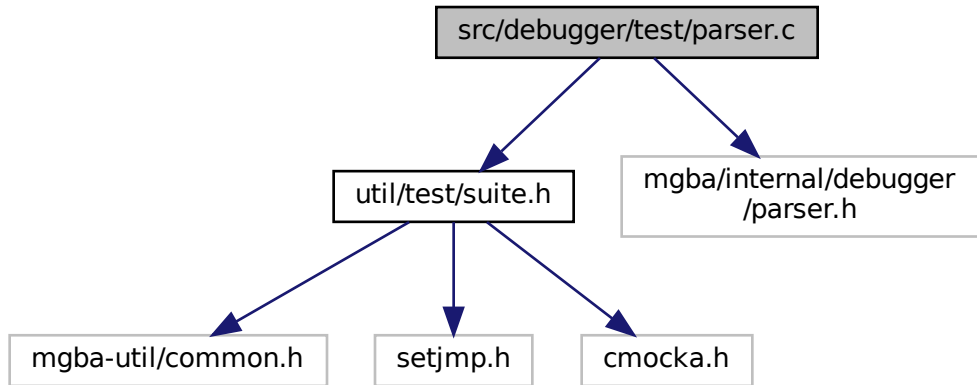 src/debugger/test/parser.c
util/test/suite.h
mgba/internal/debugger
/parser.h
mgba-util/common.h
setjmp.h
cmocka.h